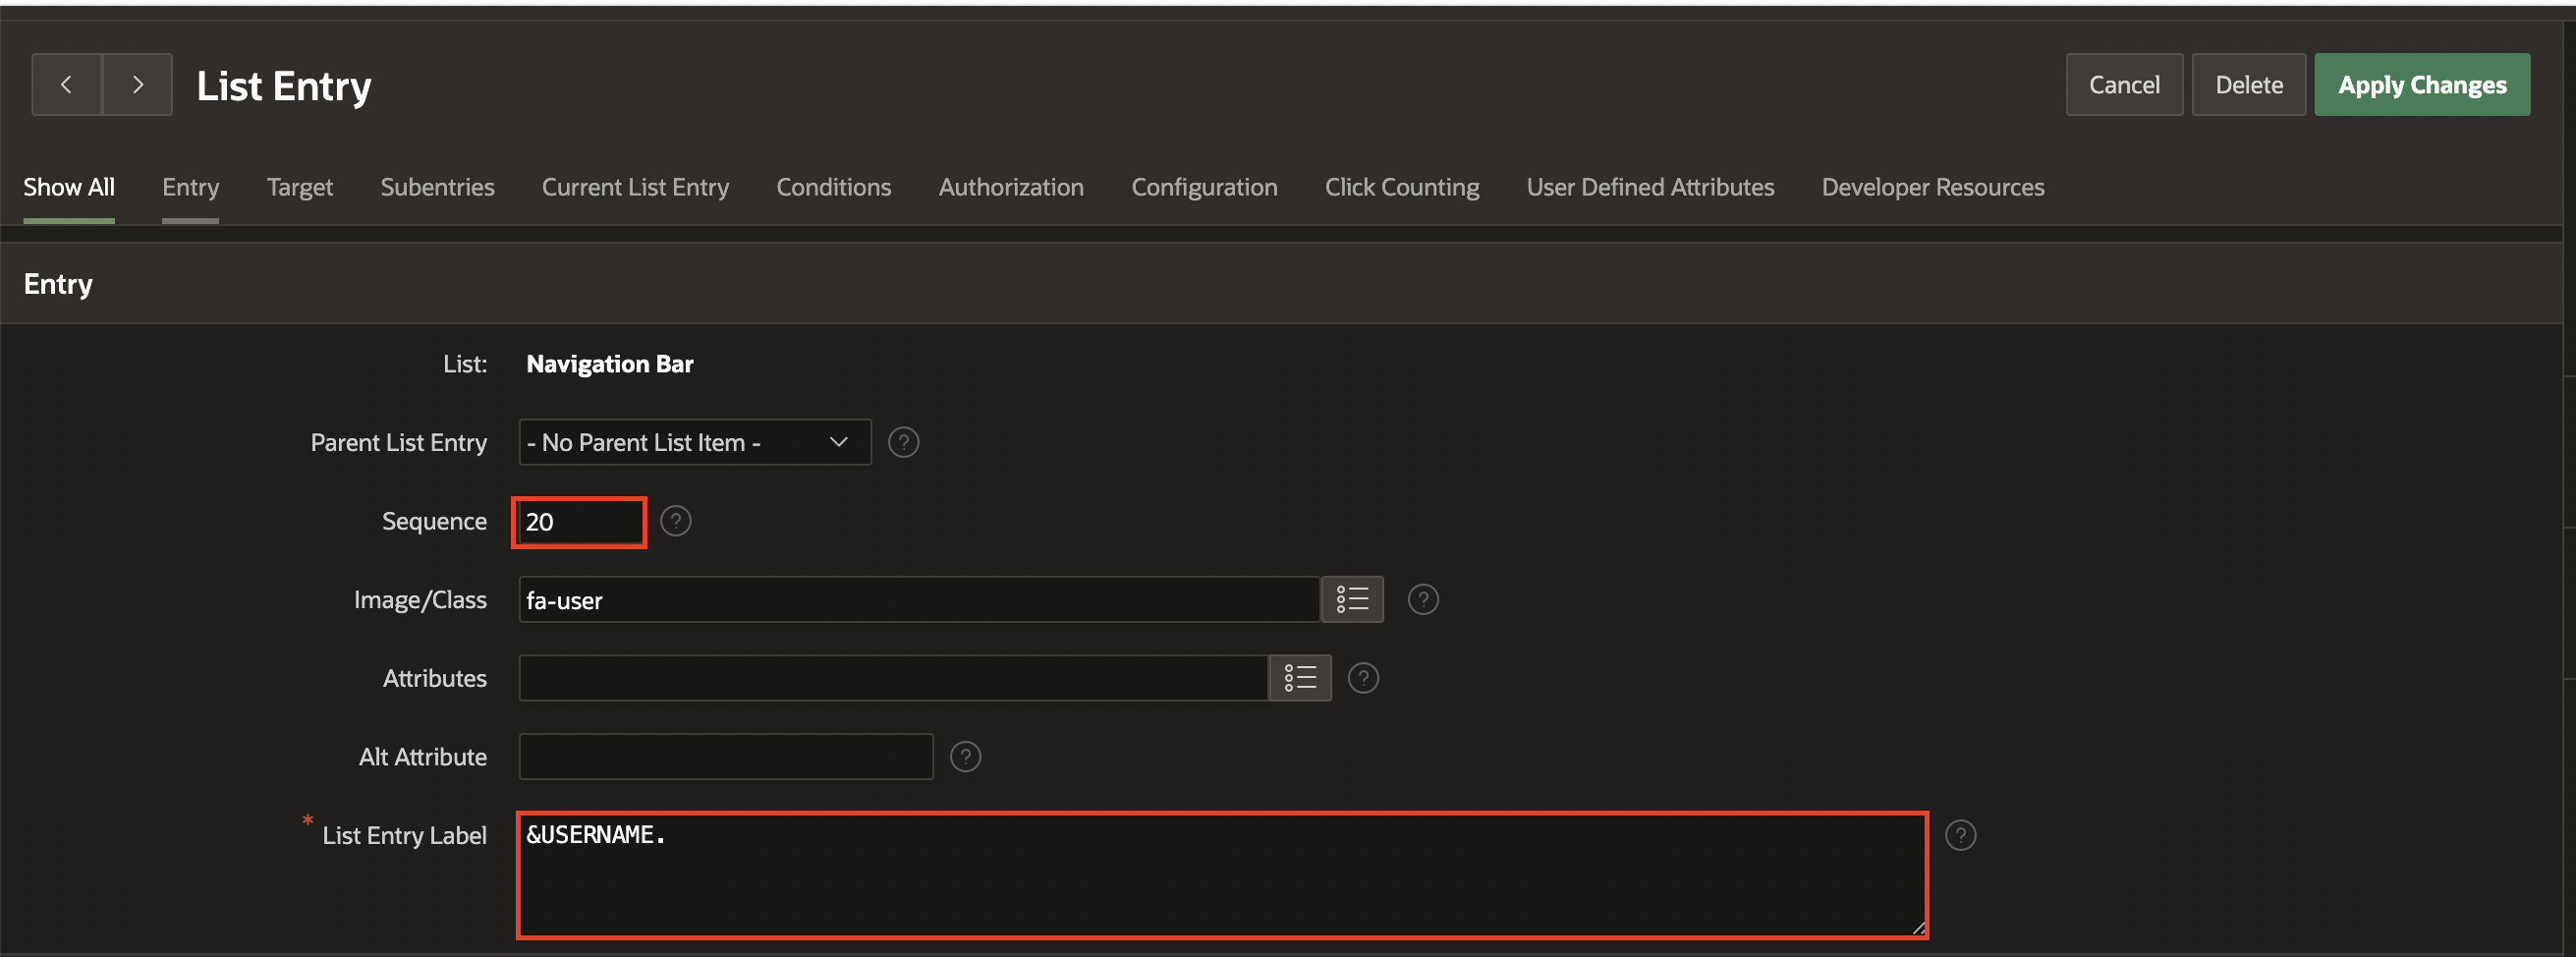 List Entry
Cancel Delete Apply Changes
Show All Entry Target Subentries Current List Entry Conditions Authorization Configuration Click Counting User Defined Attributes Developer Resources
Entry
List: Navigation Bar
Parent List Entry - No Parent List Item - ?
Sequence 20 ?
Image/Class fa-user ?
Attributes ?
Alt Attribute ?
* List Entry Label &USERNAME. ?